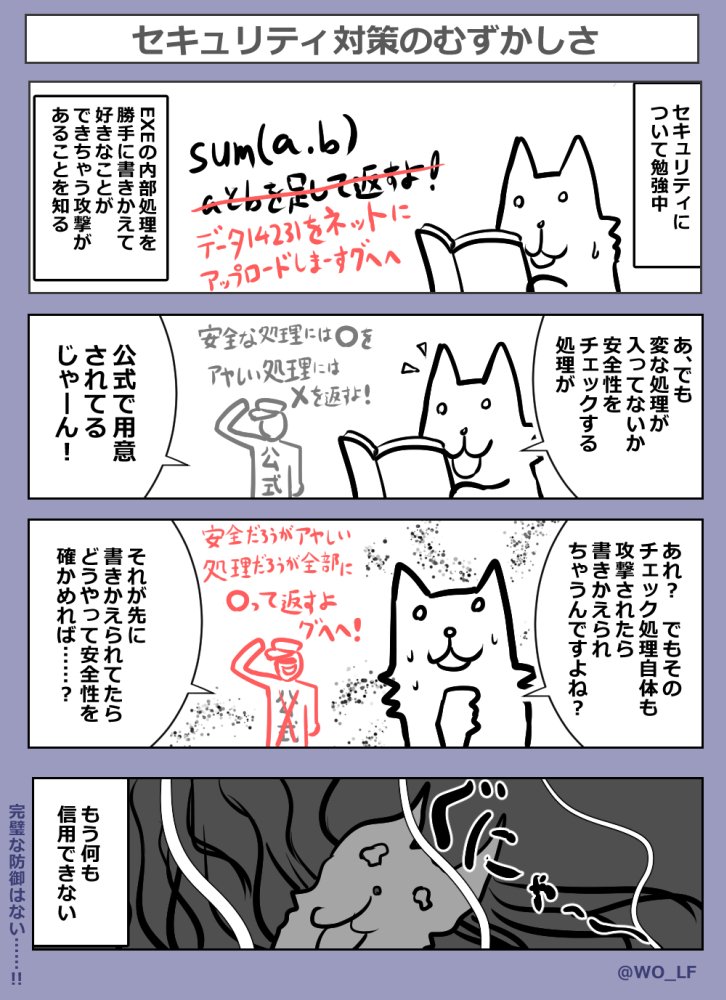 セキュリティ対策のむずかしさ
セキュリティに
ついて勉強中
sum(a.b)
aとbを足して返すよ!
データ14231をネットに
アップロードしまーすグヘヘ
EXEの内部処理を
勝手に書きかえて
好きなことが
できちゃう攻撃が
あることを知る
あ、でも
変な処理が
入ってないか
安全性を
チェックする
処理が
安全な処理には〇を
アヤしい処理には
×を返すよ!
公式
公式で用意
されてる
じゃーん!
あれ? でもその
チェック処理自体も
攻撃されたら
書きかえられ
ちゃうんですよね?
安全だろうがアヤしい
処理だろうが全部に
〇って返すよ
グヘヘ!
公式
それが先に
書きかえられてたら
どうやって安全性を
確かめれば……?
ぐにゃ~
もう何も
信用できない
完璧な防御はない……!!
@WO_LF